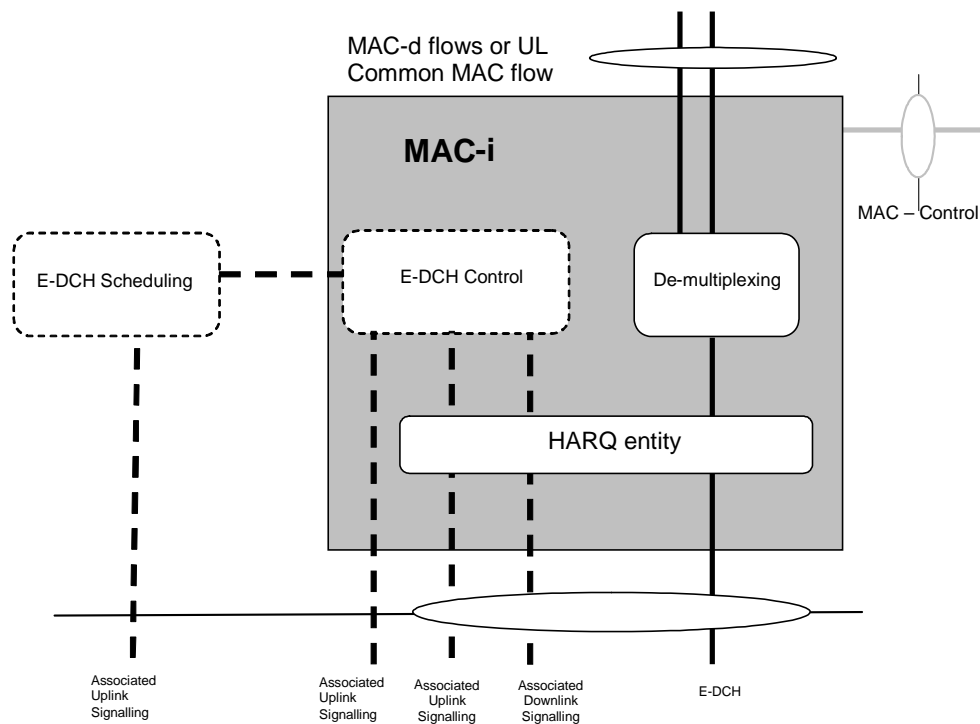 MAC-d flows or UL
Common MAC flow
MAC-i
MAC – Control
E-DCH Scheduling
E-DCH Control
De-multiplexing
HARQ entity
Associated
Uplink
Signalling
Associated
Uplink
Signalling
Associated
Uplink
Signalling
Associated
Downlink
Signalling
E-DCH